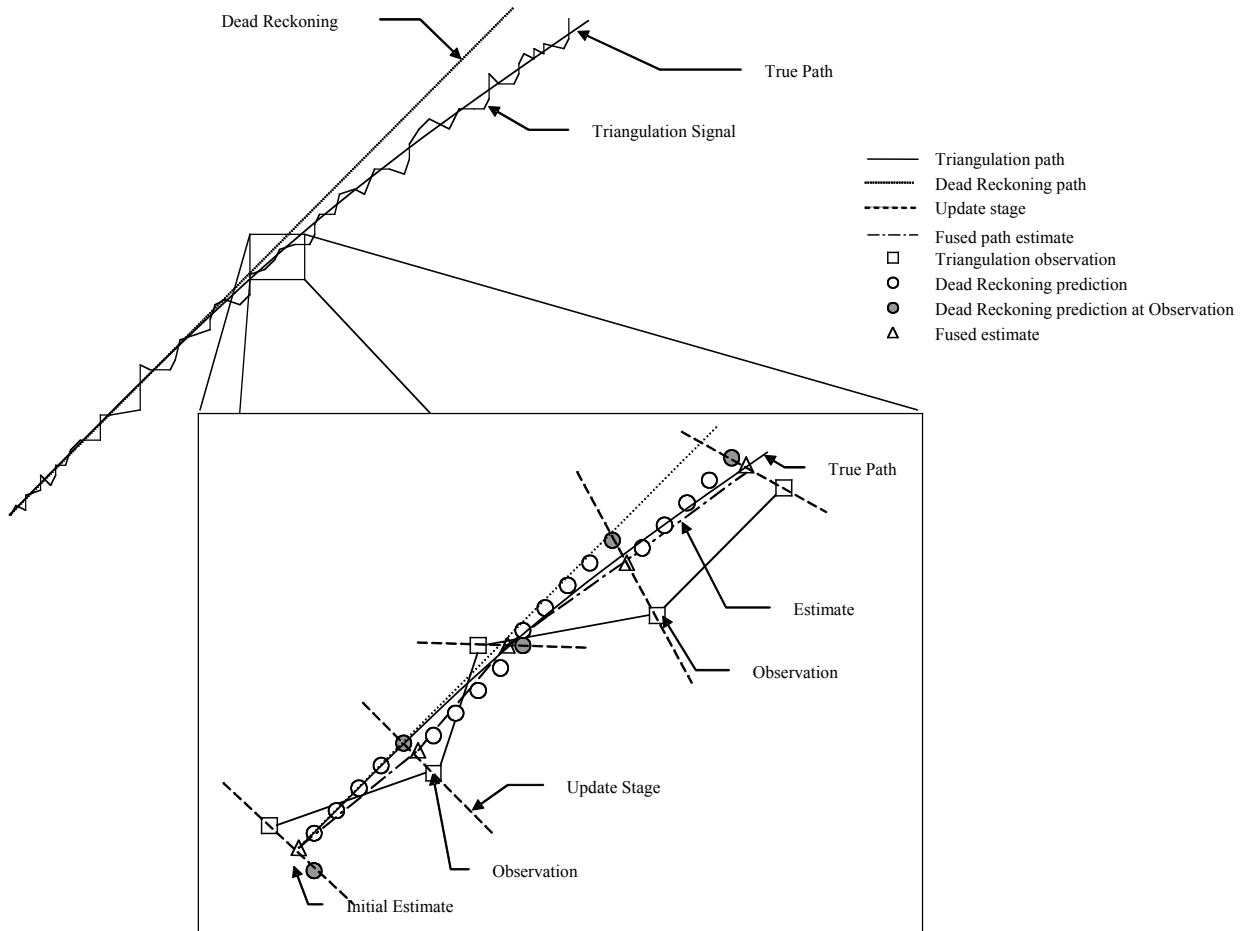 Dead Reckoning
True Path
Triangulation Signal
Triangulation path
Dead Reckoning path
Update stage
Fused path estimate
Triangulation observation
Dead Reckoning prediction
Dead Reckoning prediction at Observation
Fused estimate
True Path
Estimate
Observation
Update Stage
Observation
Initial Estimate